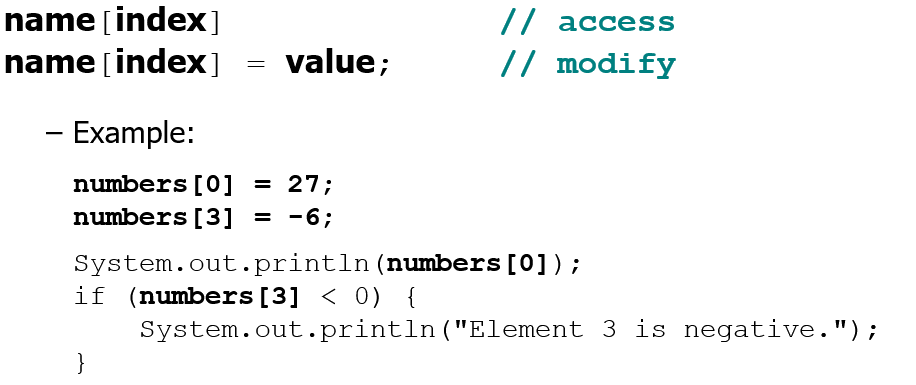 name[index] // access
name[index] = value; // modify
– Example:
numbers[0] = 27;
numbers[3] = -6;
System.out.println(numbers[0]);
if (numbers[3] < 0) {
    System.out.println("Element 3 is negative.");
}